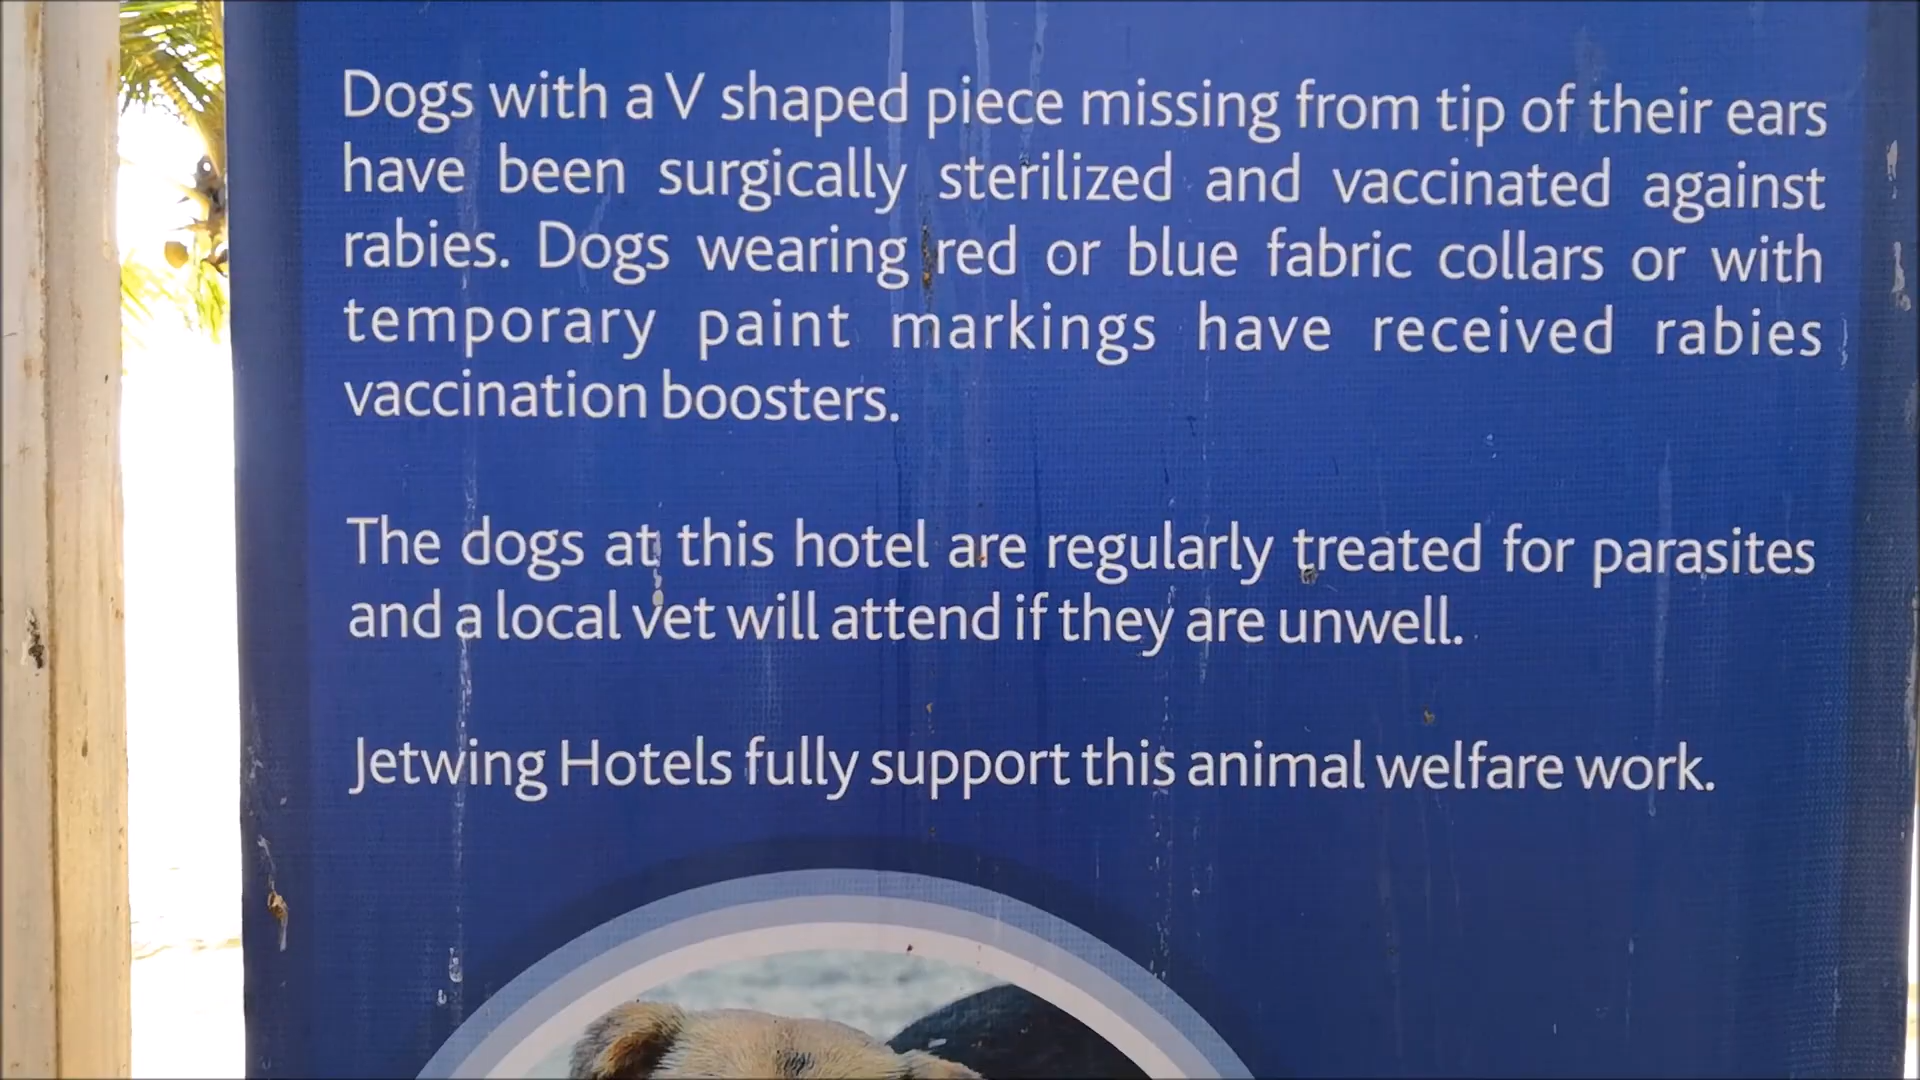 Dogs with a V shaped piece missing from tip of their ears
have been surgically sterilized and vaccinated against
rabies. Dogs wearing red or blue fabric collars or with
temporary paint markings have received rabies
vaccination boosters.
The dogs at this hotel are regularly treated for parasites
and a local vet will attend if they are unwell.
Jetwing Hotels fully support this animal welfare work.